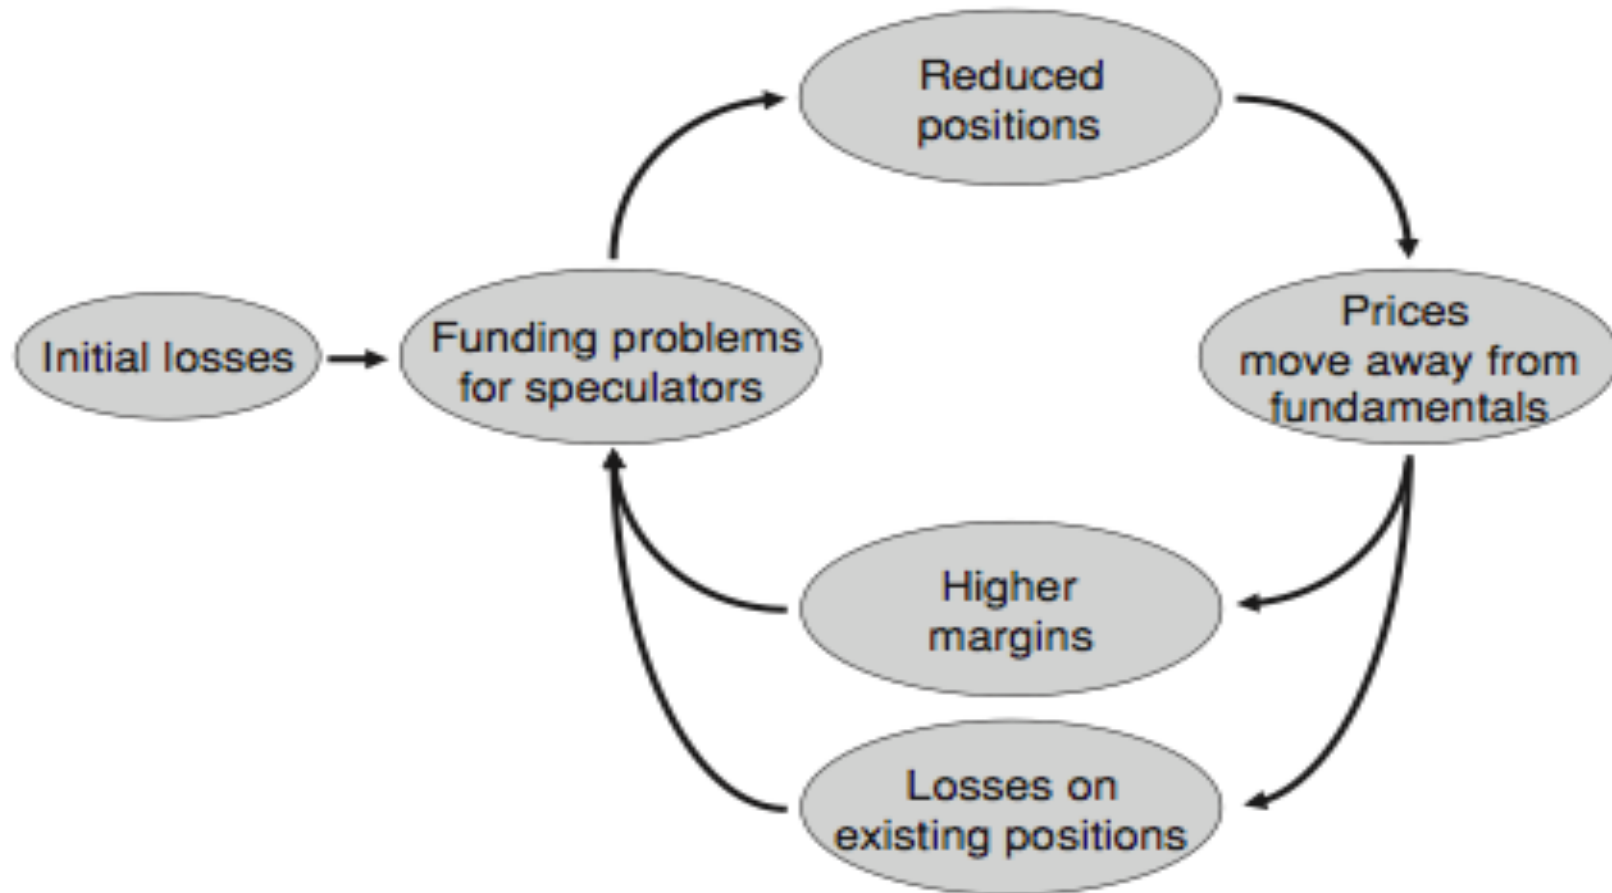 Reduced
positions
Initial losses
Funding problems
for speculators
Prices
move away from
fundamentals
Higher
margins
Losses on
existing positions